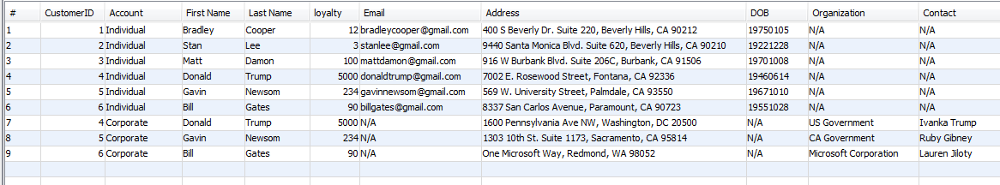 # CustomerID Account First Name Last Name loyalty Email Address DOB Organization Contact
1 1 Individual Bradley Cooper 12 bradleycooper@gmail.com 400 S Beverly Dr. Suite 220, Beverly Hills, CA 90212 19750105 N/A N/A
2 2 Individual Stan Lee 3 stanlee@gmail.com 9440 Santa Monica Blvd. Suite 620, Beverly Hills, CA 90210 19221228 N/A N/A
3 3 Individual Matt Damon 100 mattdamon@gmail.com 916 W Burbank Blvd. Suite 206C, Burbank, CA 91506 19701008 N/A N/A
4 4 Individual Donald Trump 5000 donaldtrump@gmail.com 7002 E. Rosewood Street, Fontana, CA 92336 19460614 N/A N/A
5 5 Individual Gavin Newsom 234 gavinnewsom@gmail.com 569 W. University Street, Palmdale, CA 93550 19671010 N/A N/A
6 6 Individual Bill Gates 90 billgates@gmail.com 8337 San Carlos Avenue, Paramount, CA 90723 19551028 N/A N/A
7 4 Corporate Donald Trump 5000 N/A 1600 Pennsylvania Ave NW, Washington, DC 20500 N/A US Government Ivanka Trump
8 5 Corporate Gavin Newsom 234 N/A 1303 10th St. Suite 1173, Sacramento, CA 95814 N/A CA Government Ruby Gibney
9 6 Corporate Bill Gates 90 N/A One Microsoft Way, Redmond, WA 98052 N/A Microsoft Corporation Lauren Jiloty